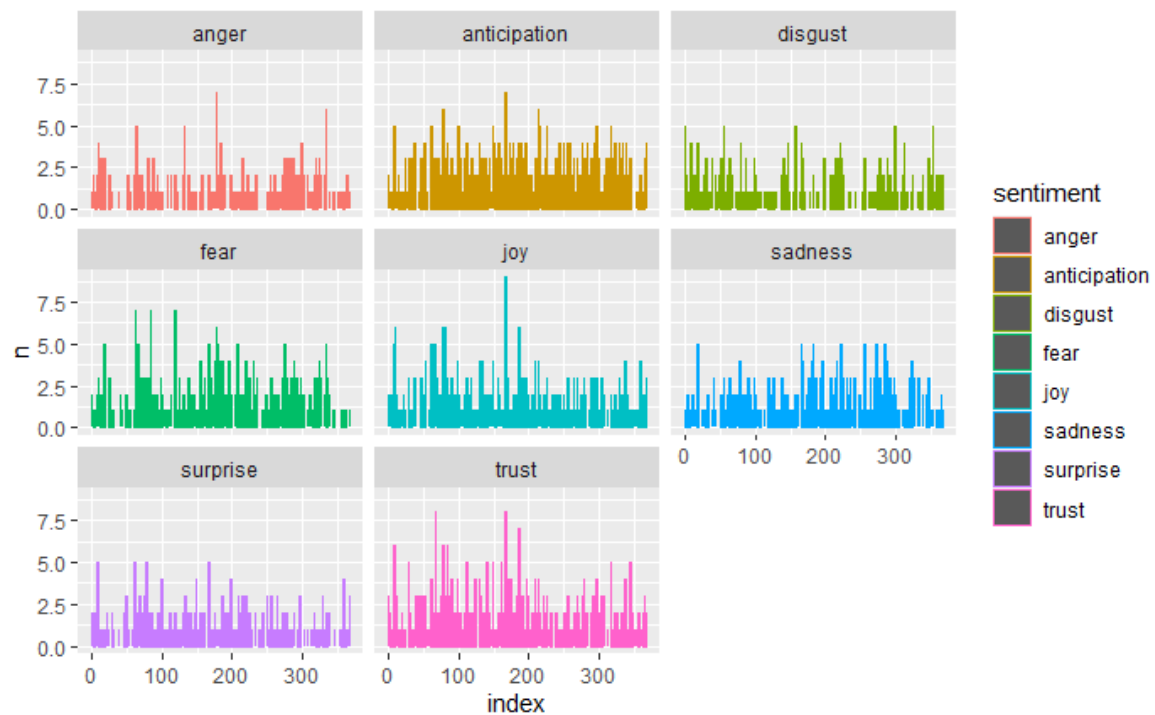 anger anticipation disgust
7.5
5.0
2.5
0.0
fear joy sadness
7.5
5.0
2.5
0.0
0 100 200 300
surprise trust
7.5
5.0
2.5
0.0
0 100 200 300 0 100 200 300
n
index
sentiment
anger
anticipation
disgust
fear
joy
sadness
surprise
trust